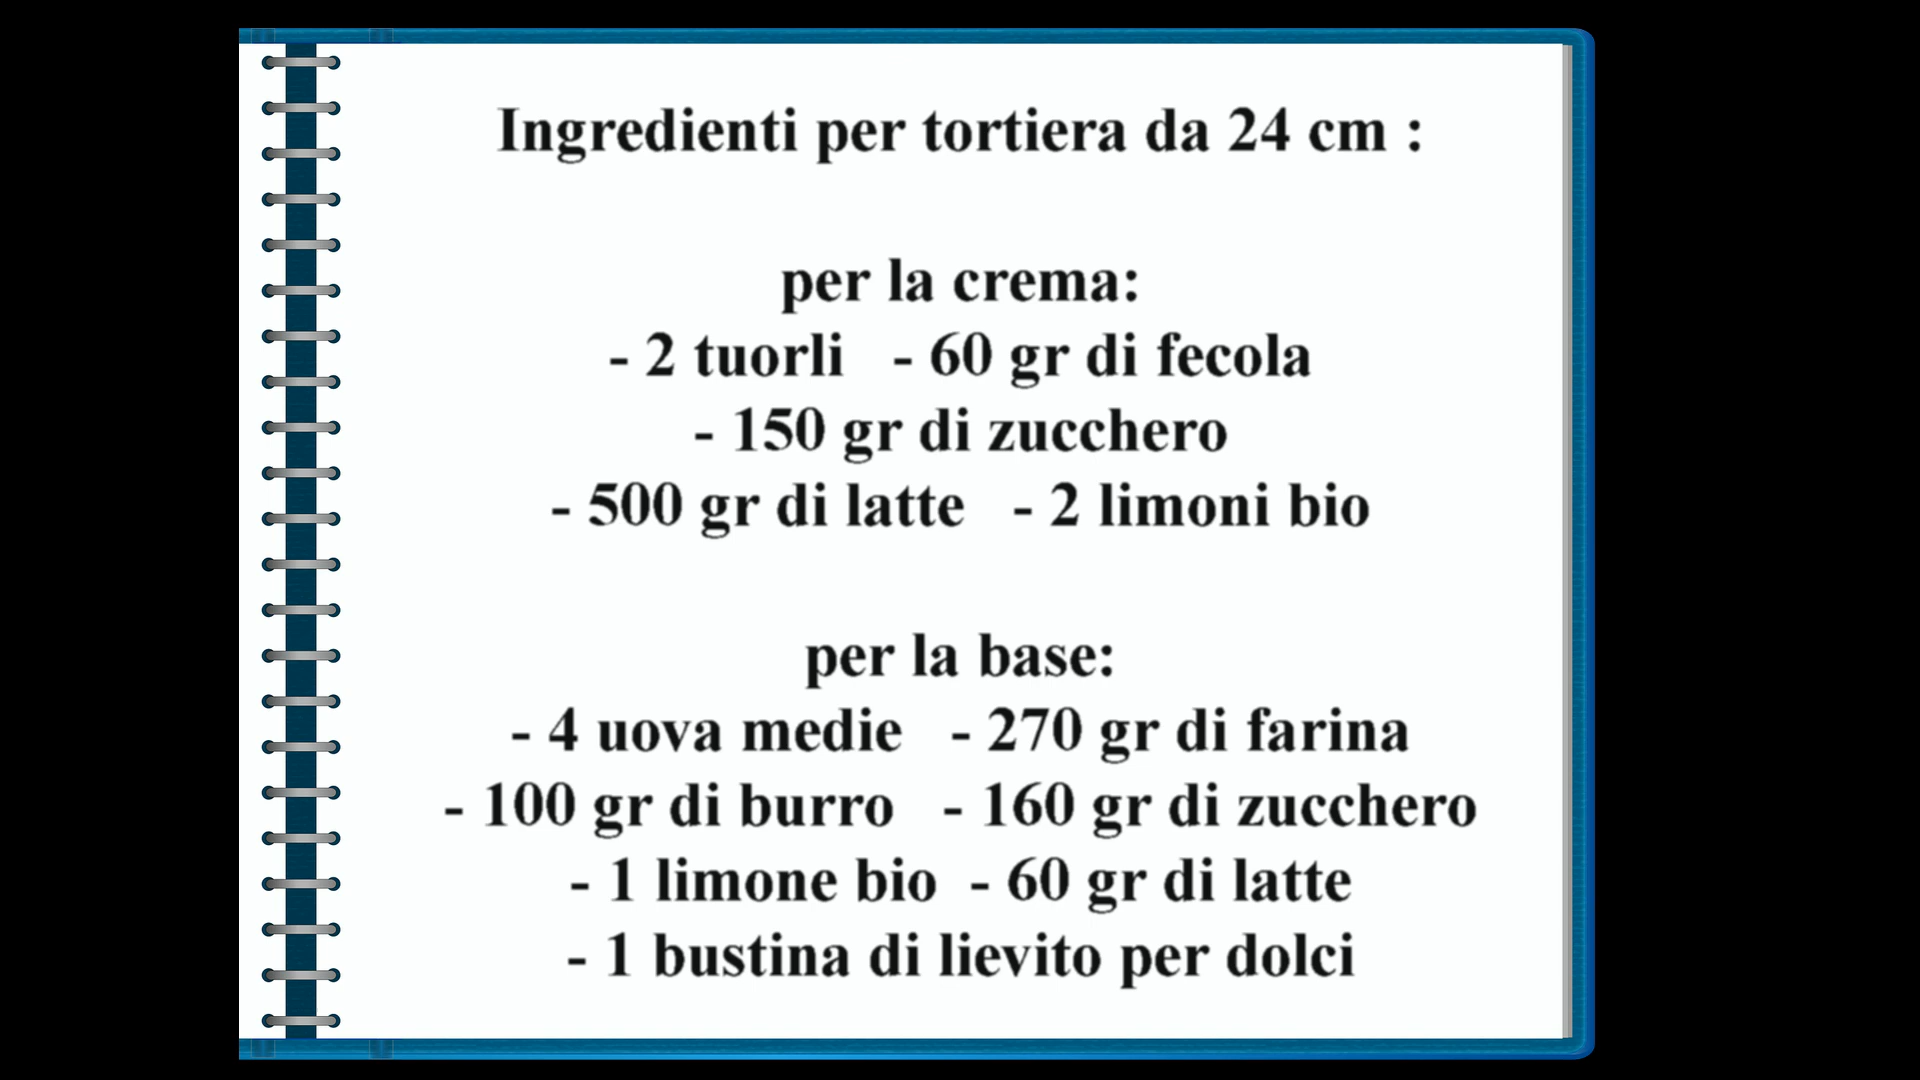 Ingredienti per tortiera da 24 cm :
per la crema:
- 2 tuorli - 60 gr di fecola
- 150 gr di zucchero
- 500 gr di latte - 2 limoni bio
per la base:
- 4 uova medie - 270 gr di farina
- 100 gr di burro - 160 gr di zucchero
- 1 limone bio - 60 gr di latte
- 1 bustina di lievito per dolci